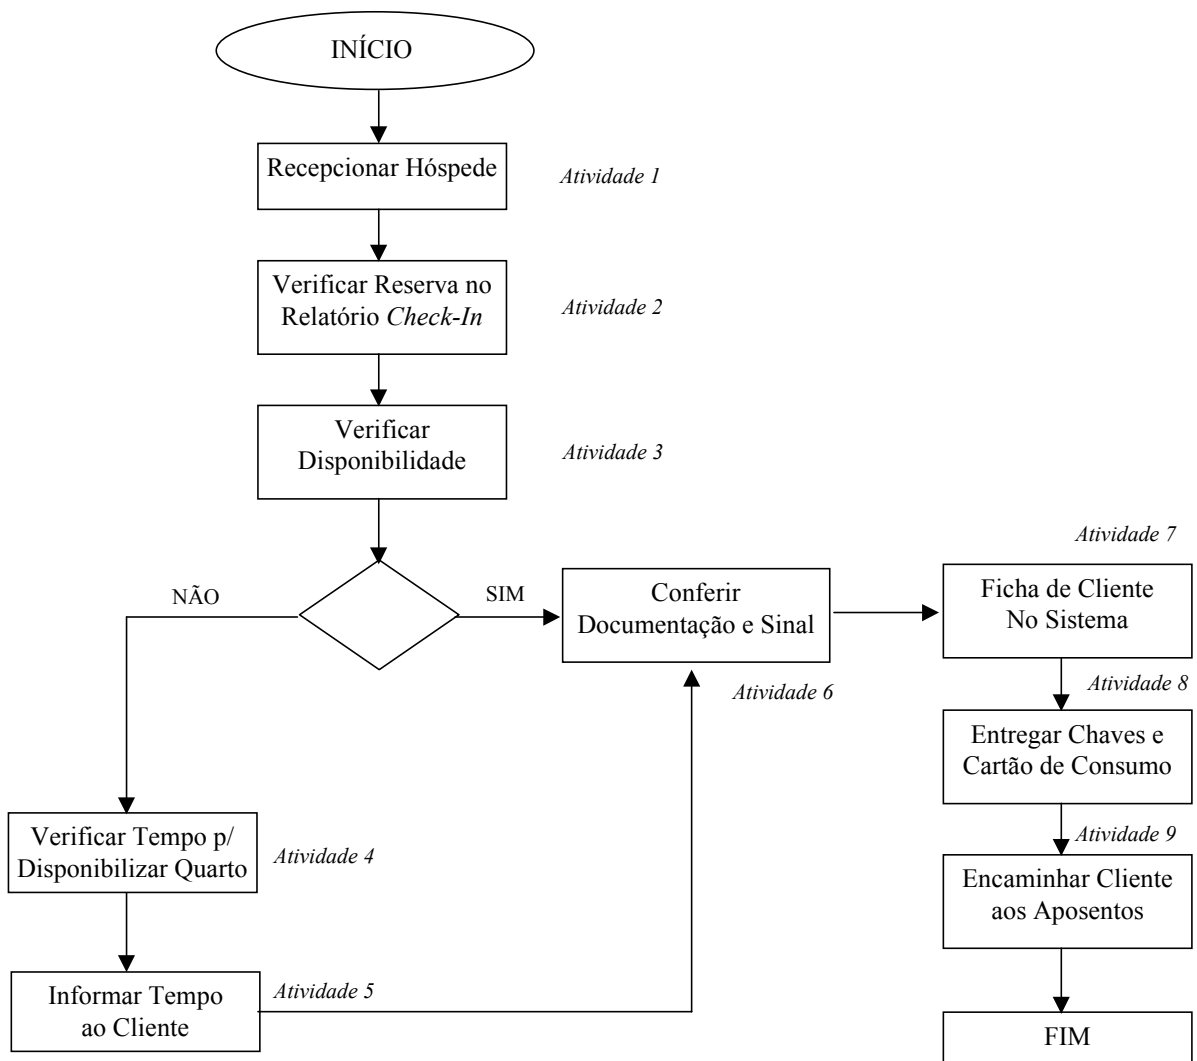 INÍCIO
Recepcionar Hóspede
Atividade 1
Verificar Reserva no
Relatório Check-In
Atividade 2
Verificar
Disponibilidade
Atividade 3
NÃO
SIM
Conferir
Documentação e Sinal
Atividade 6
Atividade 7
Ficha de Cliente
No Sistema
Atividade 8
Entregar Chaves e
Cartão de Consumo
Atividade 9
Encaminhar Cliente
aos Aposentos
FIM
Verificar Tempo p/
Disponibilizar Quarto
Atividade 4
Informar Tempo
ao Cliente
Atividade 5